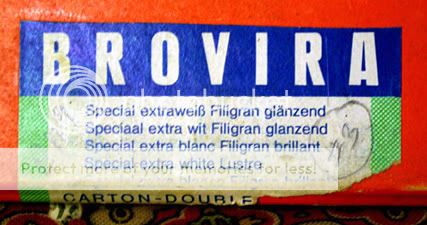 BROVIRA
Special extraweiß Filigran glänzend
Speciaal extra wit Filigran glanzend
Special extra blanc Filigran brillant
Special extra white Lustre
Protect more of your memories for less!
CARTON-DOUBLE